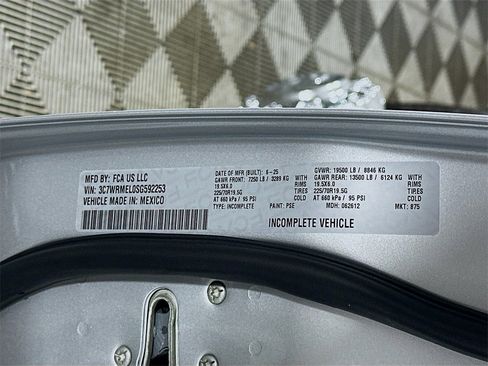 MFD BY: FCA US LLC
VIN: 3C7WRMEL0SG592253
VEHICLE MADE IN: MEXICO
DATE OF MFR (BUILT): 6-25
GAWR FRONT: 7250 LB / 3289 KG
19.5X6.0
225/70R19.5G
AT 660 kPa / 95 PSI
TYPE: INCOMPLETE
PAINT: PSE
GVWR: 19500 LB / 8846 KG
GAWR REAR: 13500 LB / 6124 KG
RIMS
19.5X6.0
RIMS
TIRES
225/70R19.5G
TIRES
COLD
AT 660 kPa / 95 PSI
COLD
MDH: 062612
MKT: 875
INCOMPLETE VEHICLE